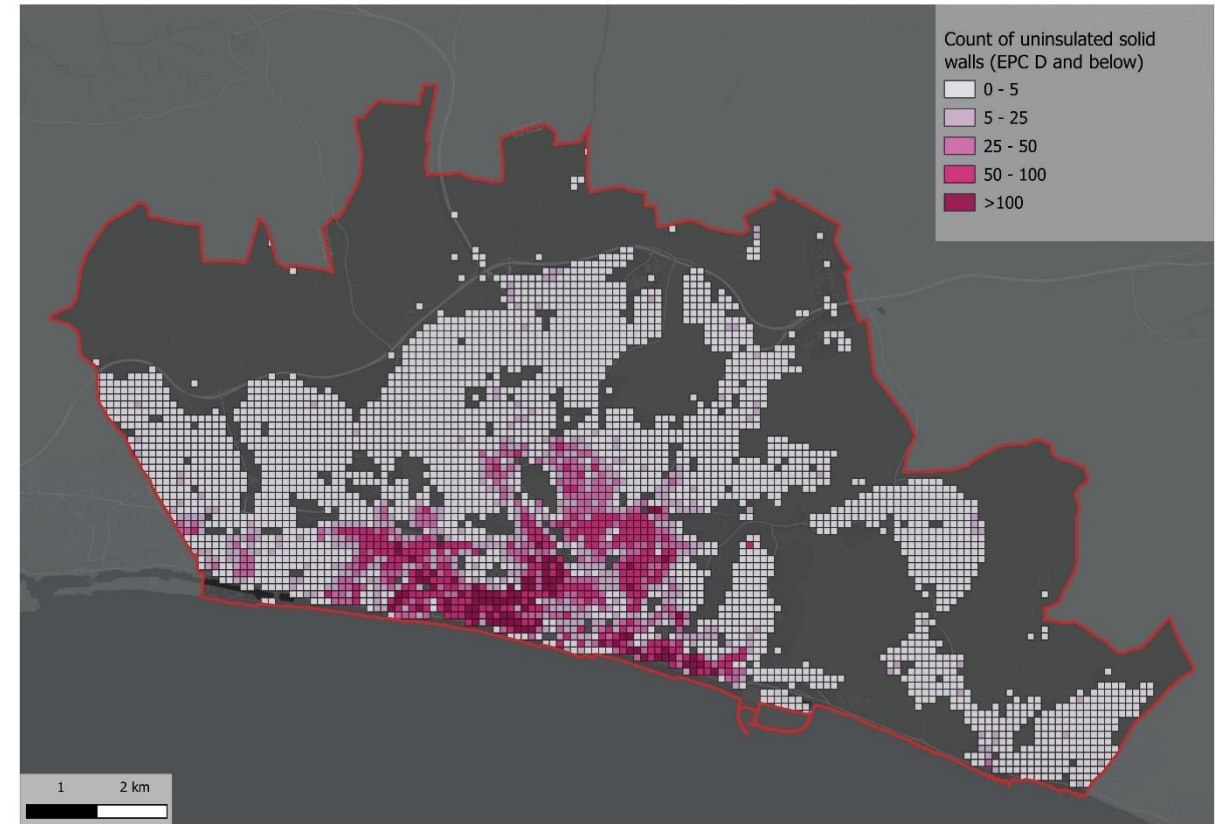 Count of uninsulated solid
walls (EPC D and below)
0 - 5
5 - 25
25 - 50
50 - 100
>100
1 2 km